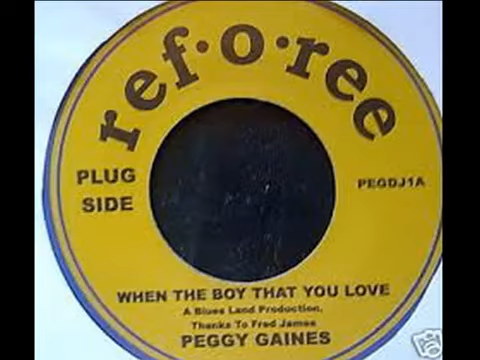 ref·o·ree
PLUG
SIDE
PEGDJ1A
WHEN THE BOY THAT YOU LOVE
A Blues Land Production,
Thanks To Fred James
PEGGY GAINES